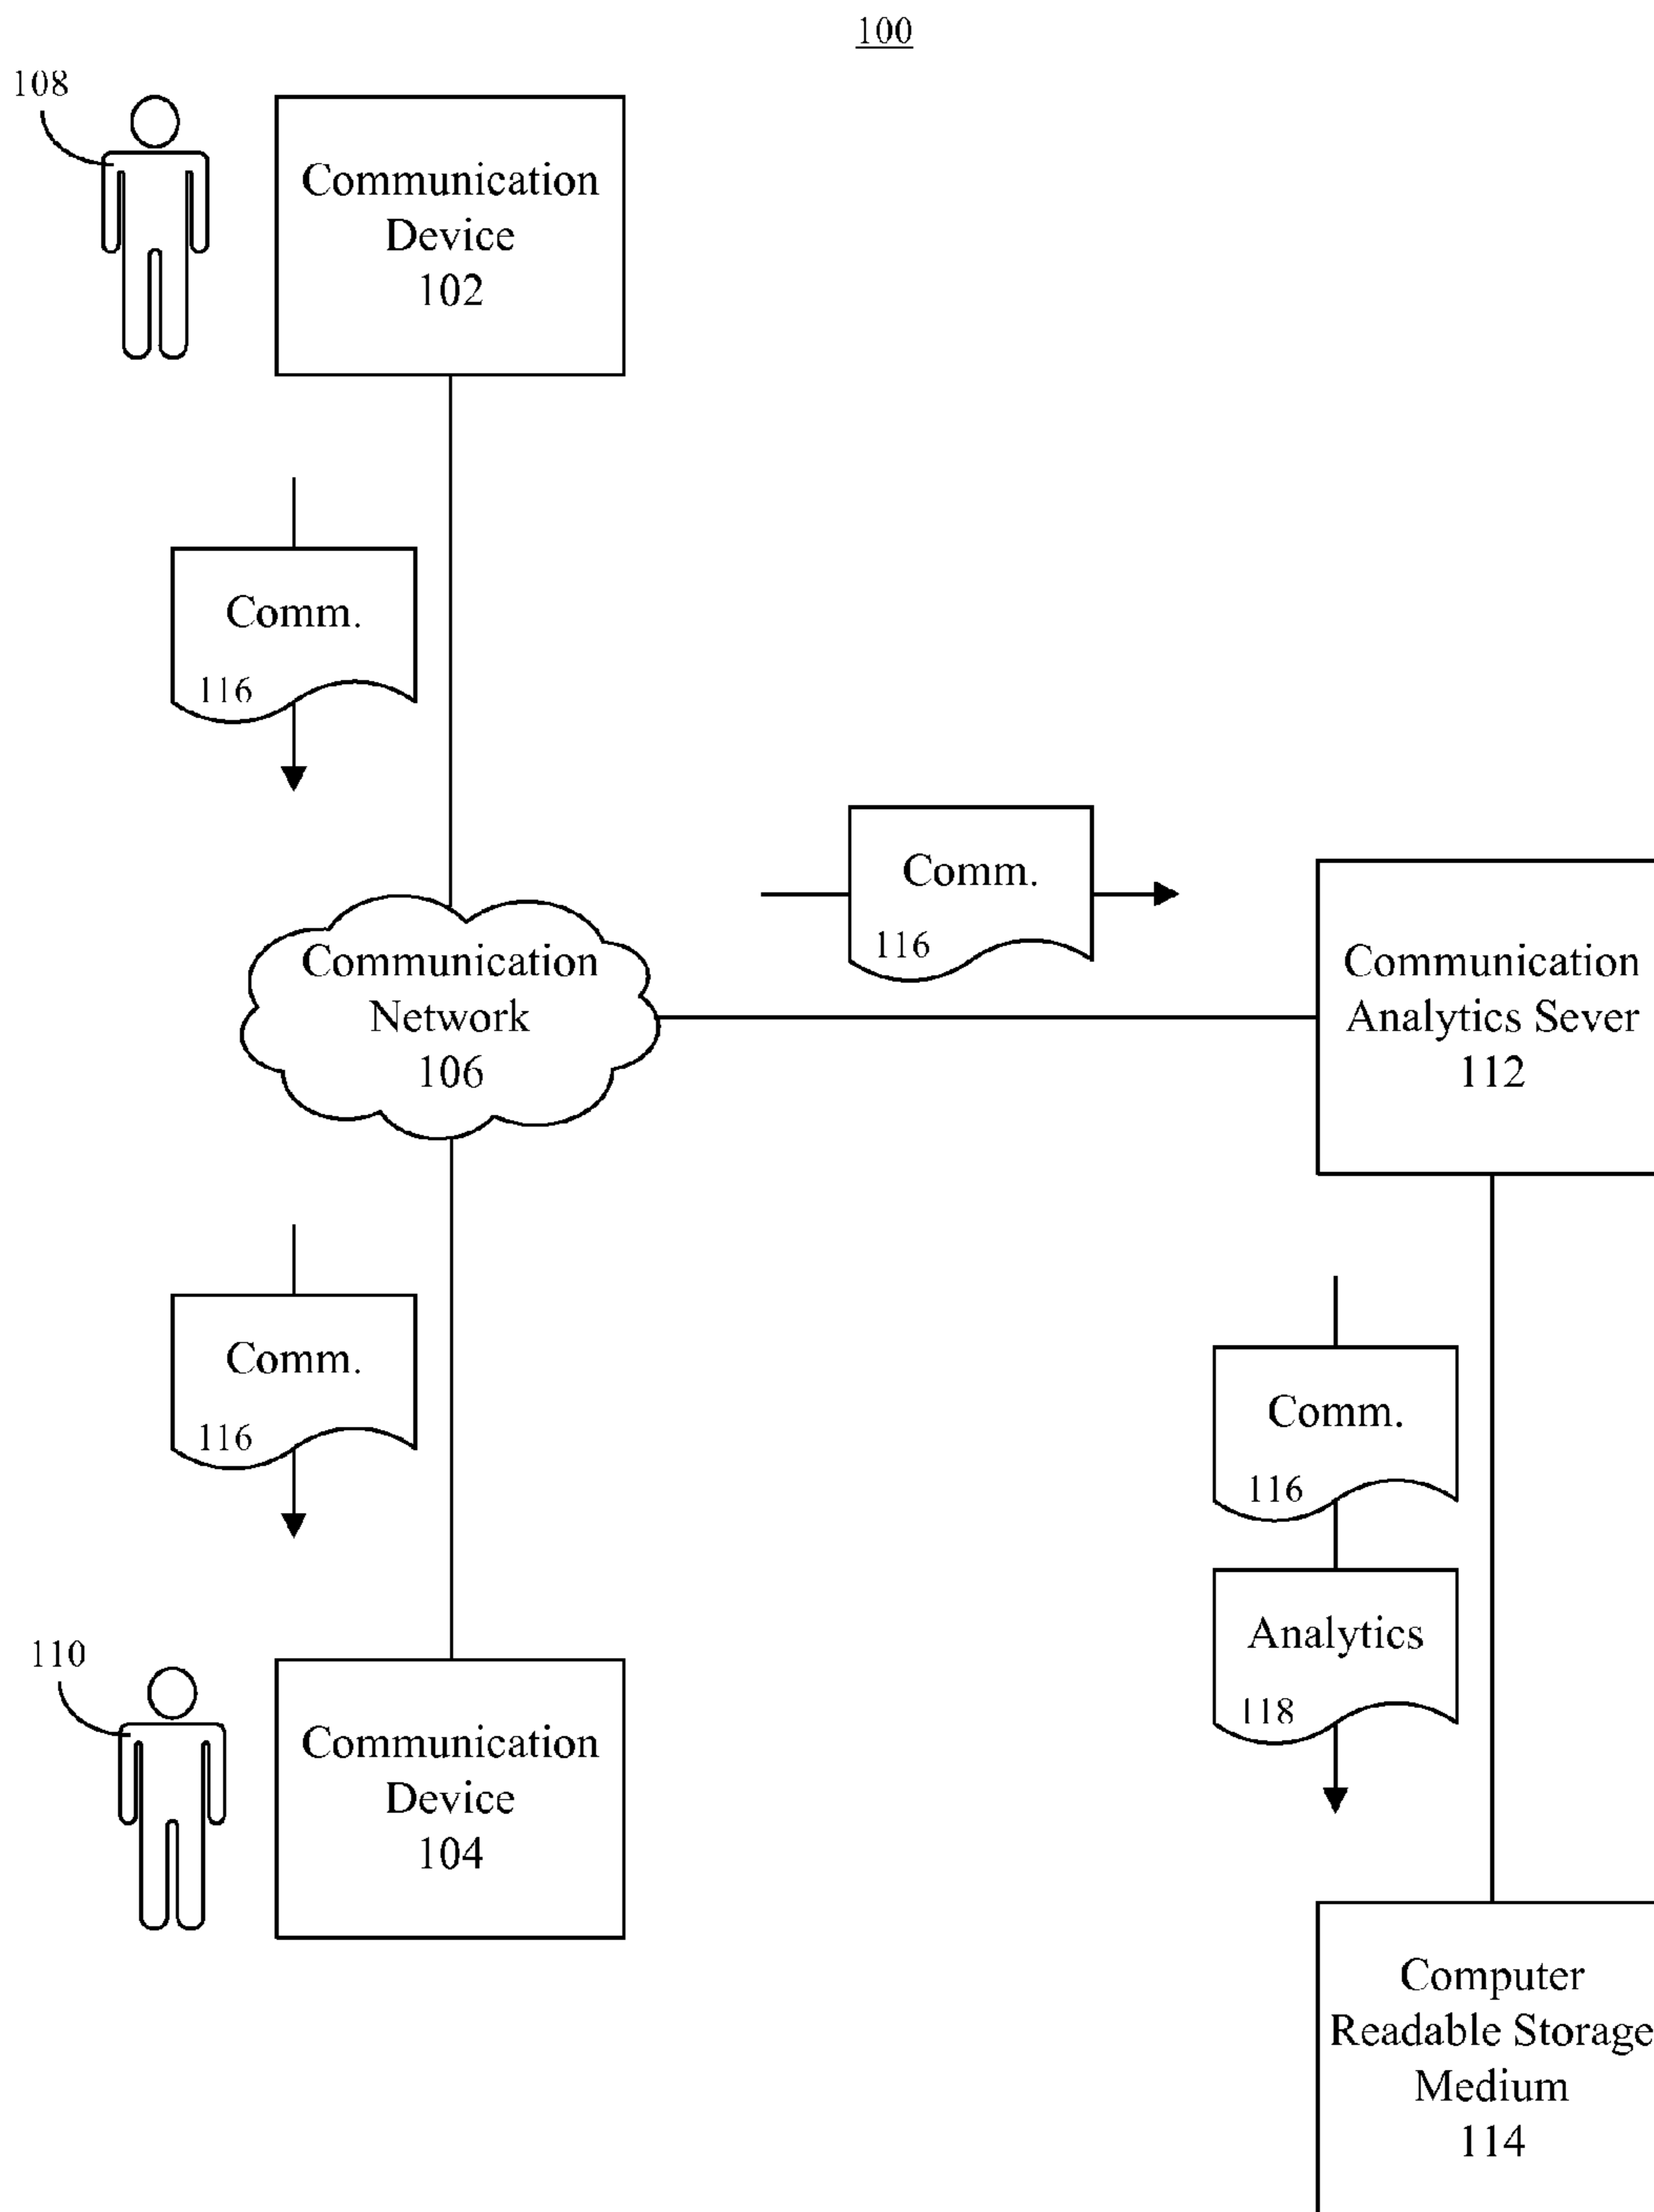 100
108
Communication
Device
102
Comm.
116
Comm.
116
Communication
Network
106
Communication
Analytics Sever
112
Comm.
116
Comm.
116
Analytics
118
110
Communication
Device
104
Computer
Readable Storage
Medium
114